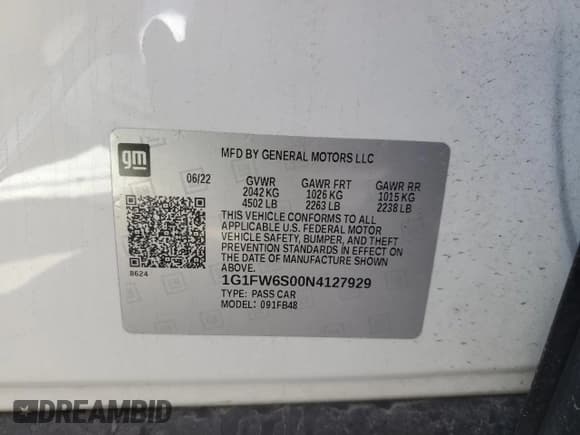 gm
MFD BY GENERAL MOTORS LLC
06/22 GVWR GAWR FRT GAWR RR
2042 KG 1026 KG 1015 KG
4502 LB 2263 LB 2238 LB
THIS VEHICLE CONFORMS TO ALL
APPLICABLE U.S. FEDERAL MOTOR
VEHICLE SAFETY, BUMPER, AND THEFT
PREVENTION STANDARDS IN EFFECT ON
THE DATE OF MANUFACTURE SHOWN
ABOVE.
8624
1G1FW6S00N4127929
TYPE: PASS CAR
MODEL: 091FB48
DREAMBID